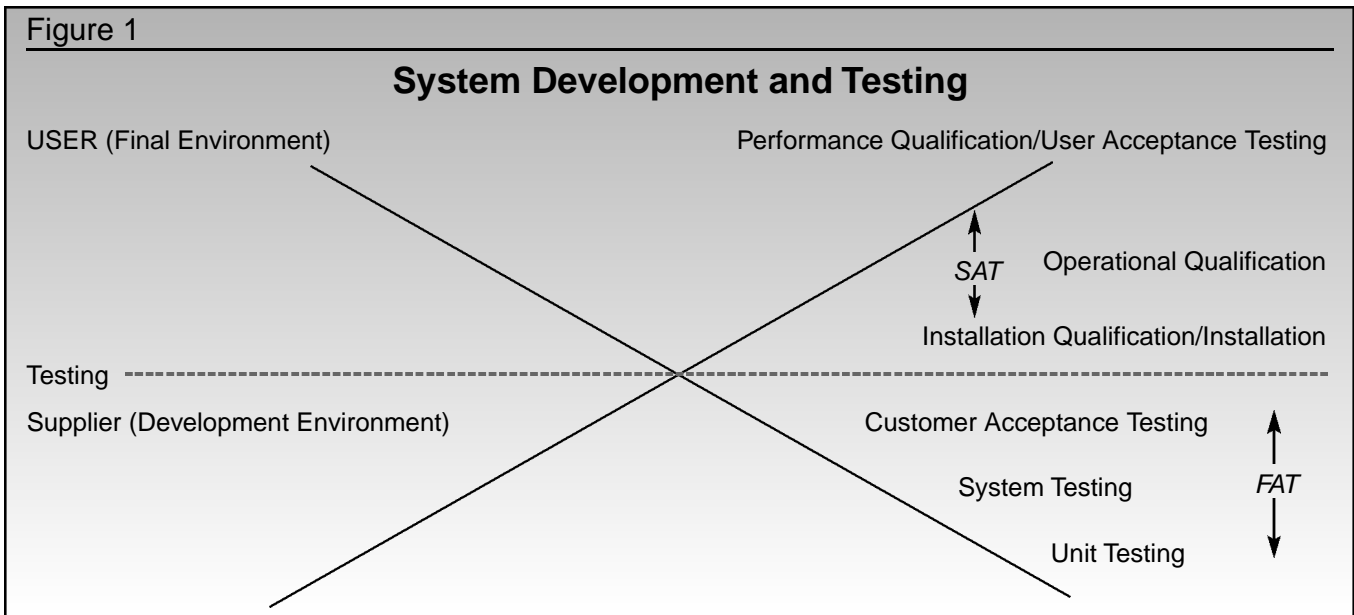 Figure 1
System Development and Testing
USER (Final Environment)
Performance Qualification/User Acceptance Testing
SAT
Operational Qualification
Installation Qualification/Installation
Testing
Supplier (Development Environment)
Customer Acceptance Testing
System Testing
FAT
Unit Testing